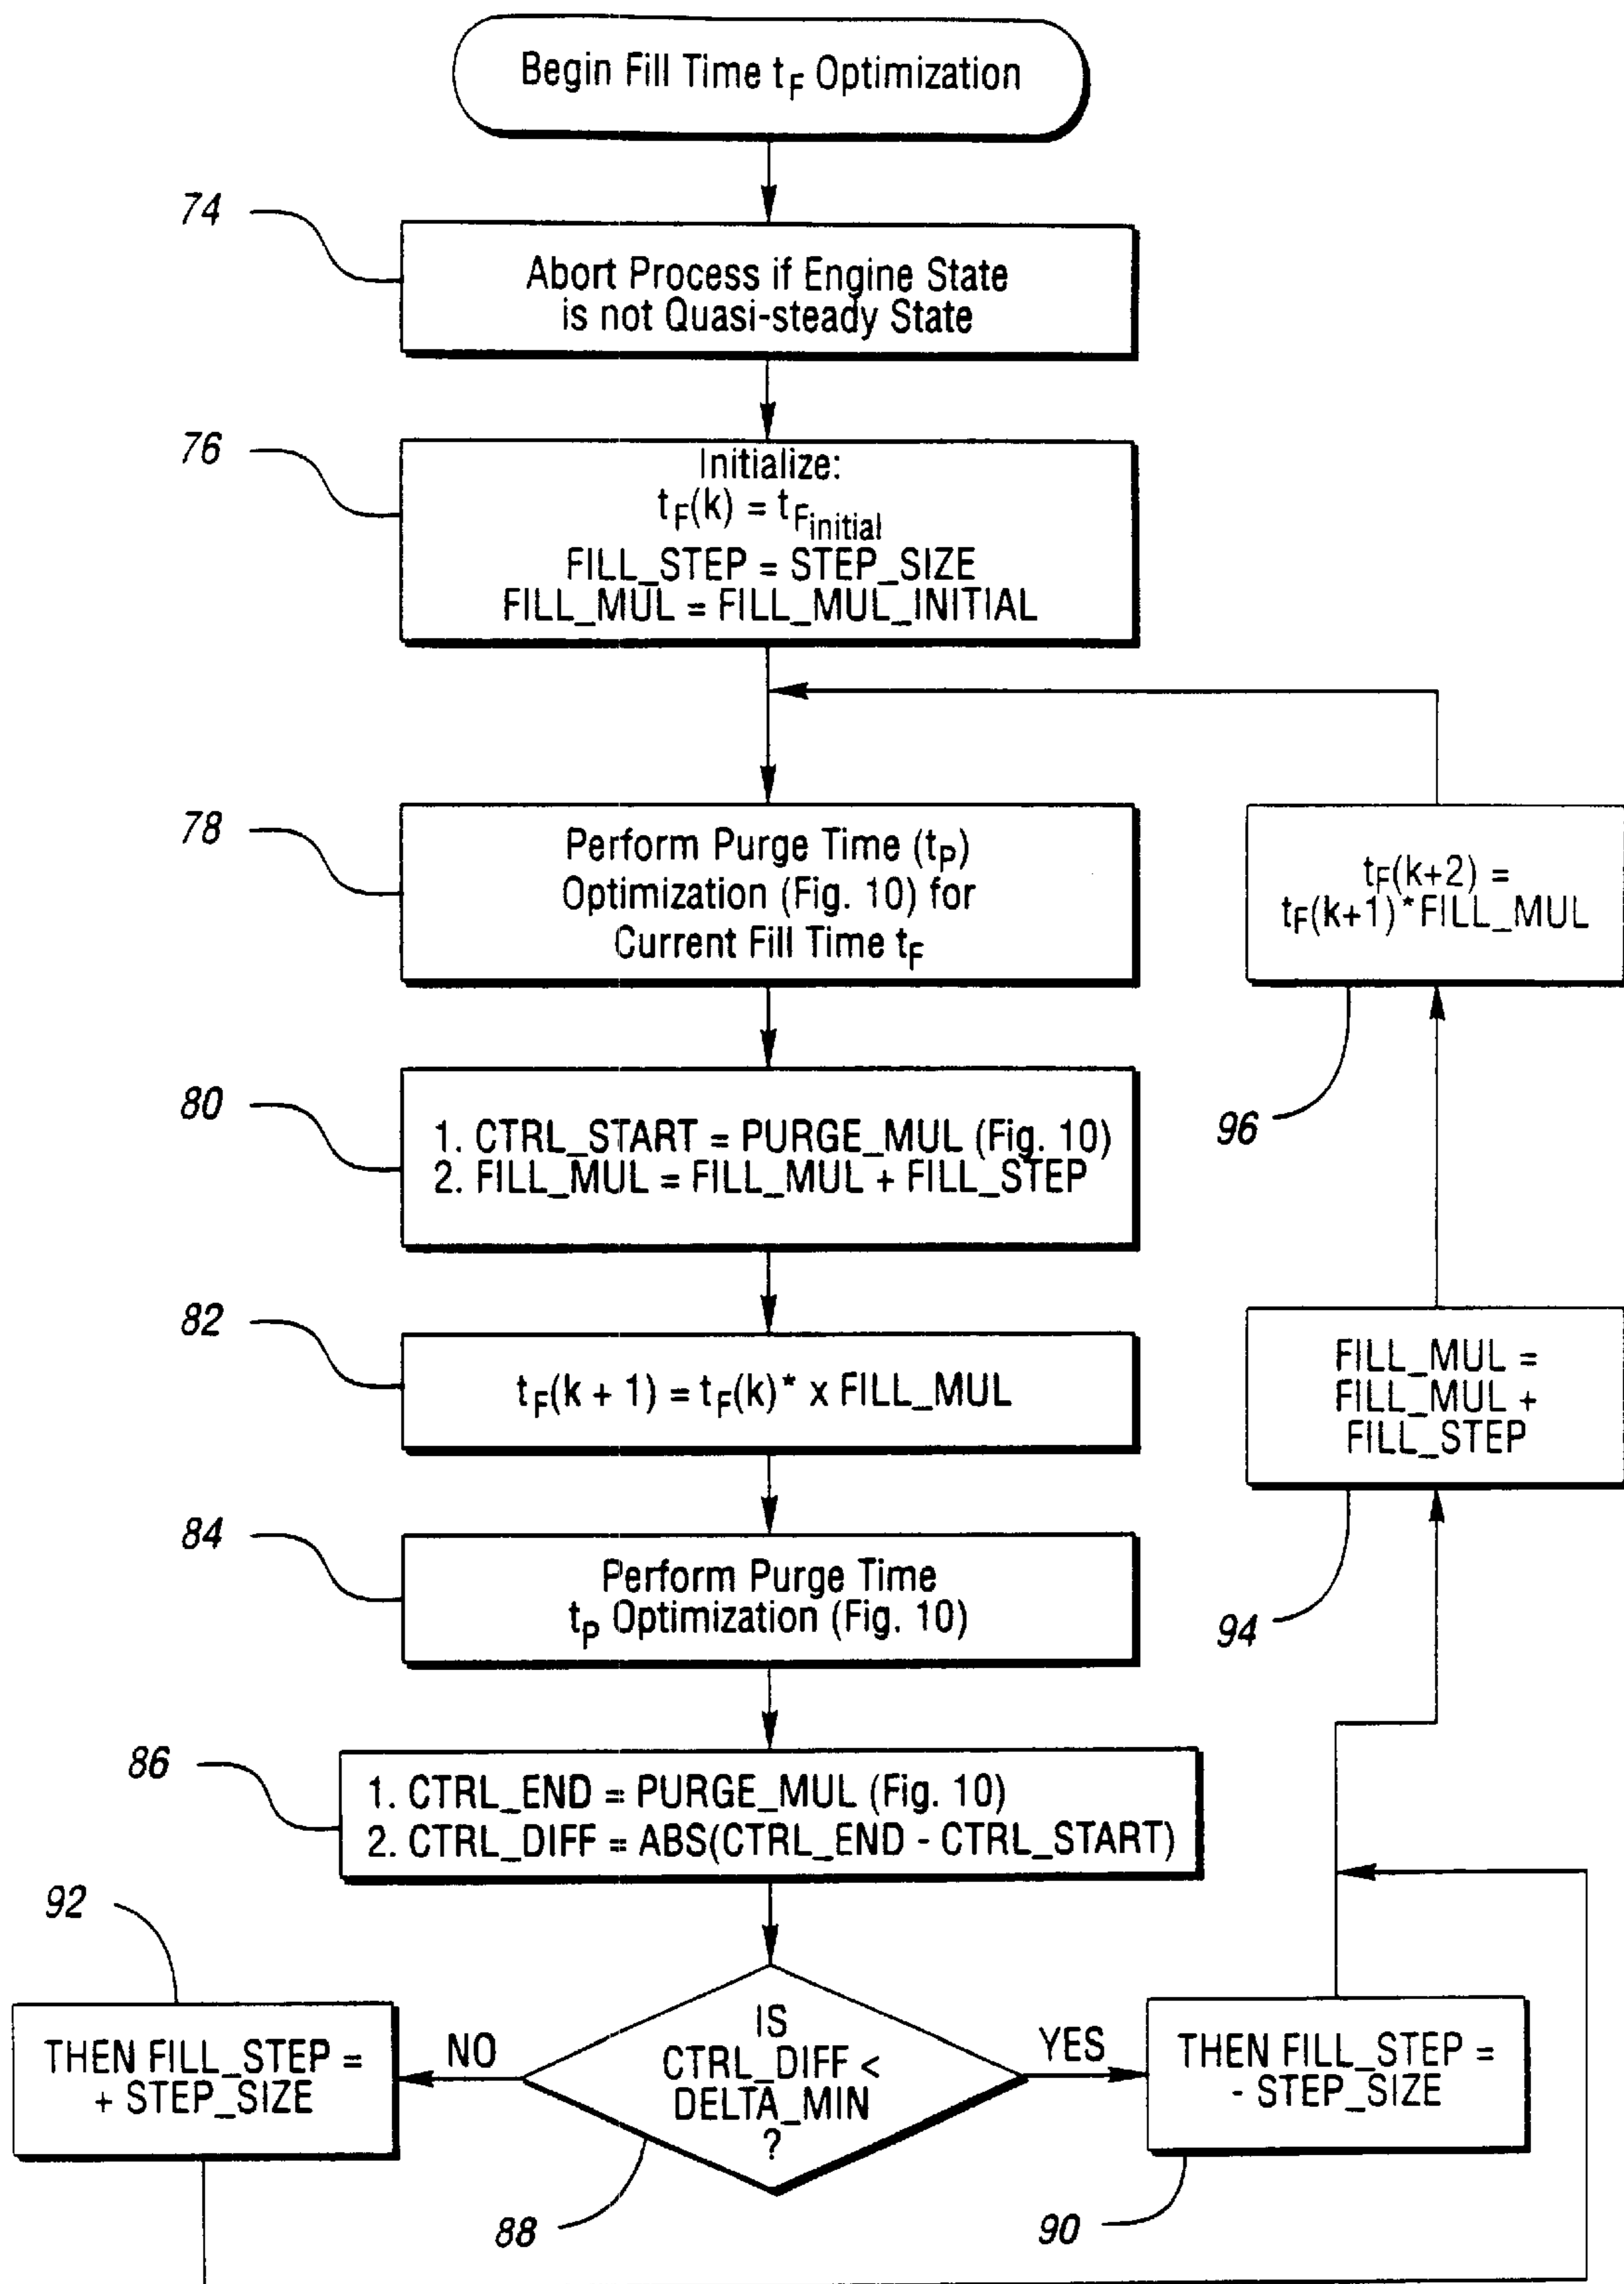 Begin Fill Time tF Optimization
74
Abort Process if Engine State
is not Quasi-steady State
76
Initialize:
tF(k) = tFinitial
FILL_STEP = STEP_SIZE
FILL_MUL = FILL_MUL_INITIAL
78
Perform Purge Time (tP)
Optimization (Fig. 10) for
Current Fill Time tF
tF(k+2) =
tF(k+1)*FILL_MUL
96
80
1. CTRL_START = PURGE_MUL (Fig. 10)
2. FILL_MUL = FILL_MUL + FILL_STEP
82
tF(k + 1) = tF(k)* x FILL_MUL
FILL_MUL =
FILL_MUL +
FILL_STEP
94
84
Perform Purge Time
tP Optimization (Fig. 10)
86
1. CTRL_END = PURGE_MUL (Fig. 10)
2. CTRL_DIFF = ABS(CTRL_END - CTRL_START)
92
THEN FILL_STEP =
+ STEP_SIZE
NO
IS
CTRL_DIFF <
DELTA_MIN
?
88
YES
THEN FILL_STEP =
- STEP_SIZE
90